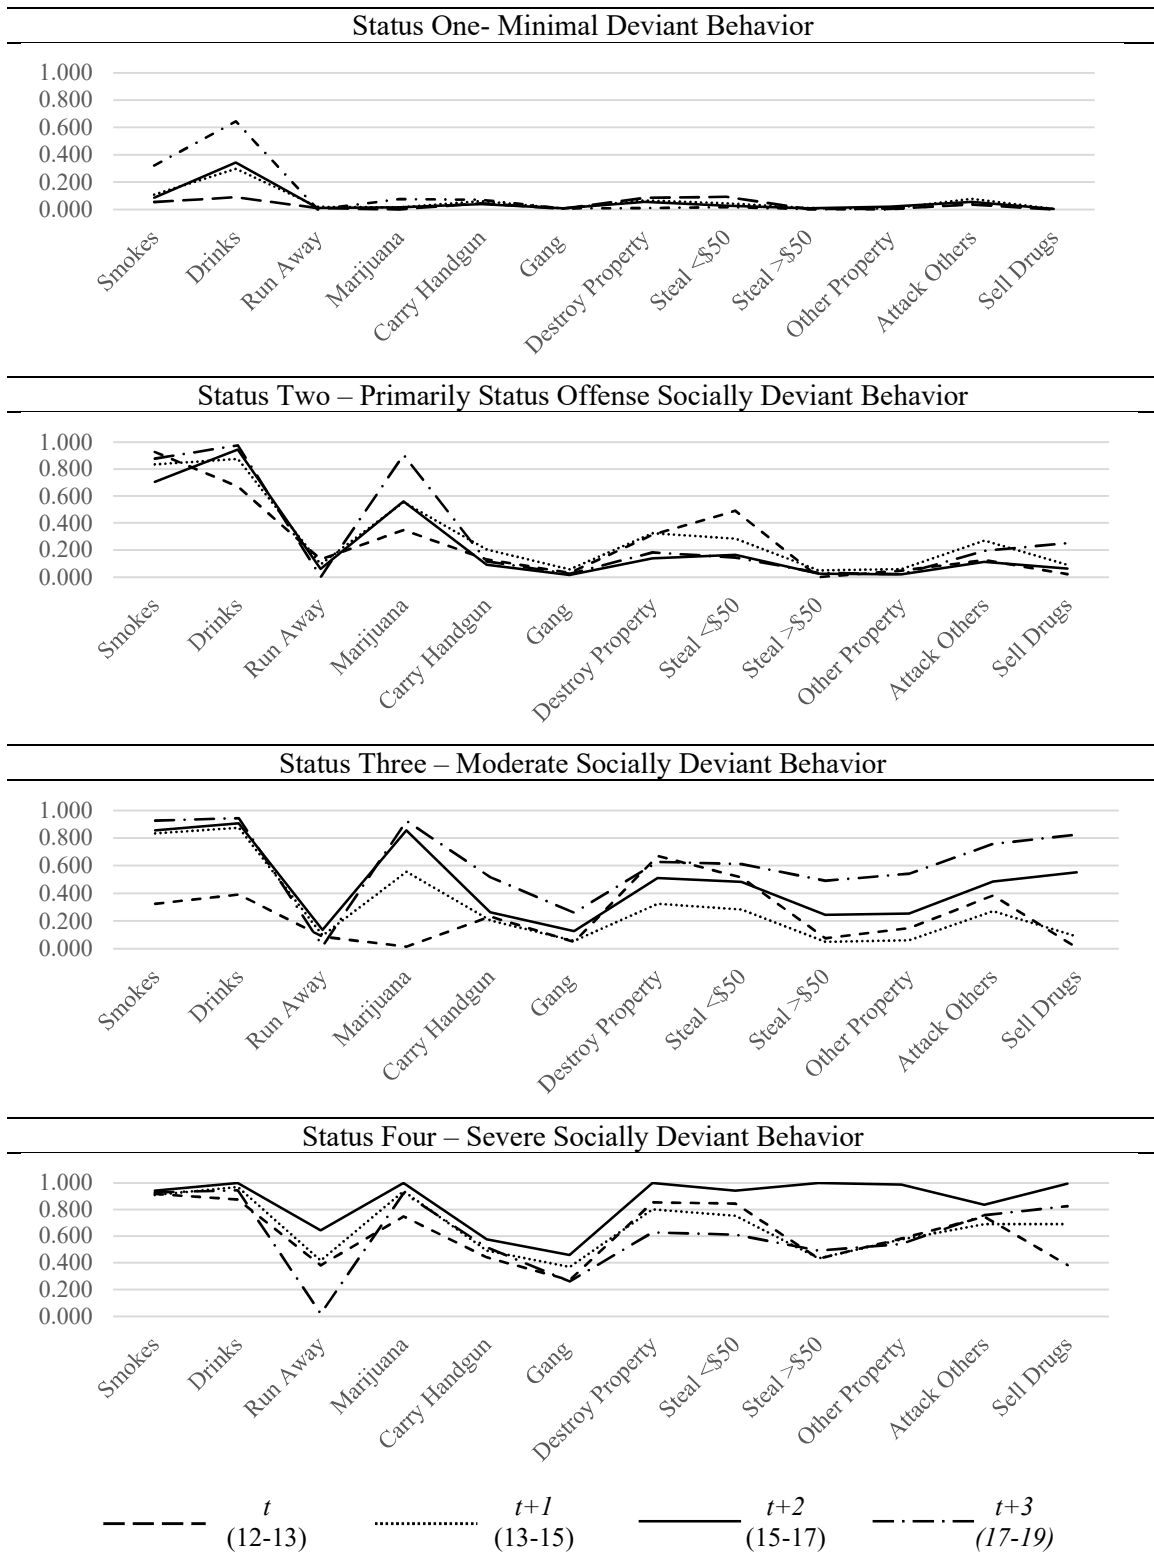 Status One- Minimal Deviant Behavior
1.000
0.800
0.600
0.400
0.200
0.000
Smokes
Drinks
Run Away
Marijuana
Carry Handgun
Gang
Destroy Property
Steal <$50
Steal >$50
Other Property
Attack Others
Sell Drugs
Status Two – Primarily Status Offense Socially Deviant Behavior
1.000
0.800
0.600
0.400
0.200
0.000
Smokes
Drinks
Run Away
Marijuana
Carry Handgun
Gang
Destroy Property
Steal <$50
Steal >$50
Other Property
Attack Others
Sell Drugs
Status Three – Moderate Socially Deviant Behavior
1.000
0.800
0.600
0.400
0.200
0.000
Smokes
Drinks
Run Away
Marijuana
Carry Handgun
Gang
Destroy Property
Steal <$50
Steal >$50
Other Property
Attack Others
Sell Drugs
Status Four – Severe Socially Deviant Behavior
1.000
0.800
0.600
0.400
0.200
0.000
Smokes
Drinks
Run Away
Marijuana
Carry Handgun
Gang
Destroy Property
Steal <$50
Steal >$50
Other Property
Attack Others
Sell Drugs
t t+1 t+2 t+3
(12-13) (13-15) (15-17) (17-19)